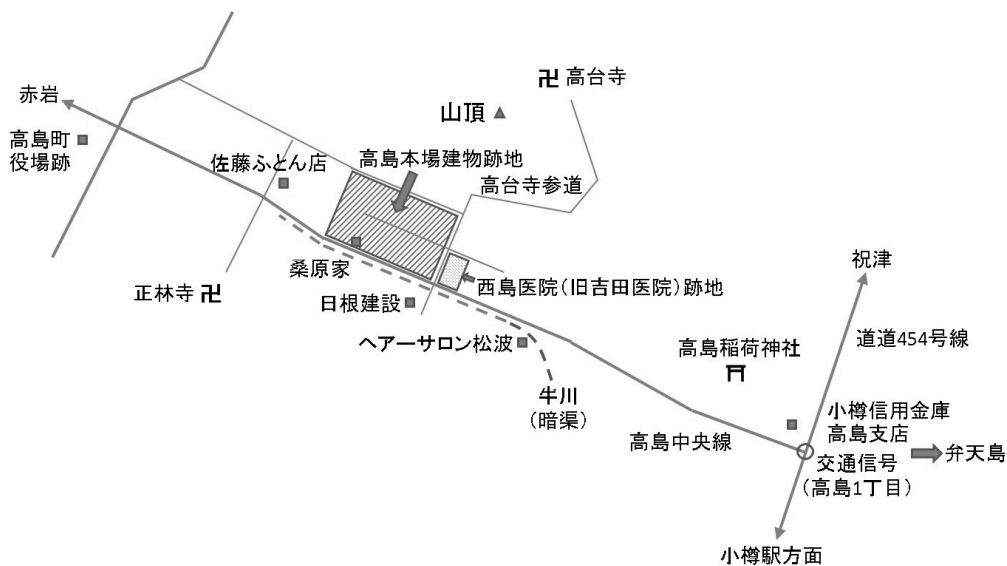 卍 高台寺
赤岩
山頂
高島町
役場跡
佐藤ふとん店
高島本場建物跡地
高台寺参道
桑原家
正林寺 卍
西島医院(旧吉田医院)跡地
日根建設
ヘアーサロン松波
祝津
道道454号線
高島稲荷神社
牛川
(暗渠)
小樽信用金庫
高島支店
高島中央線
交通信号
(高島1丁目)
弁天島
小樽駅方面